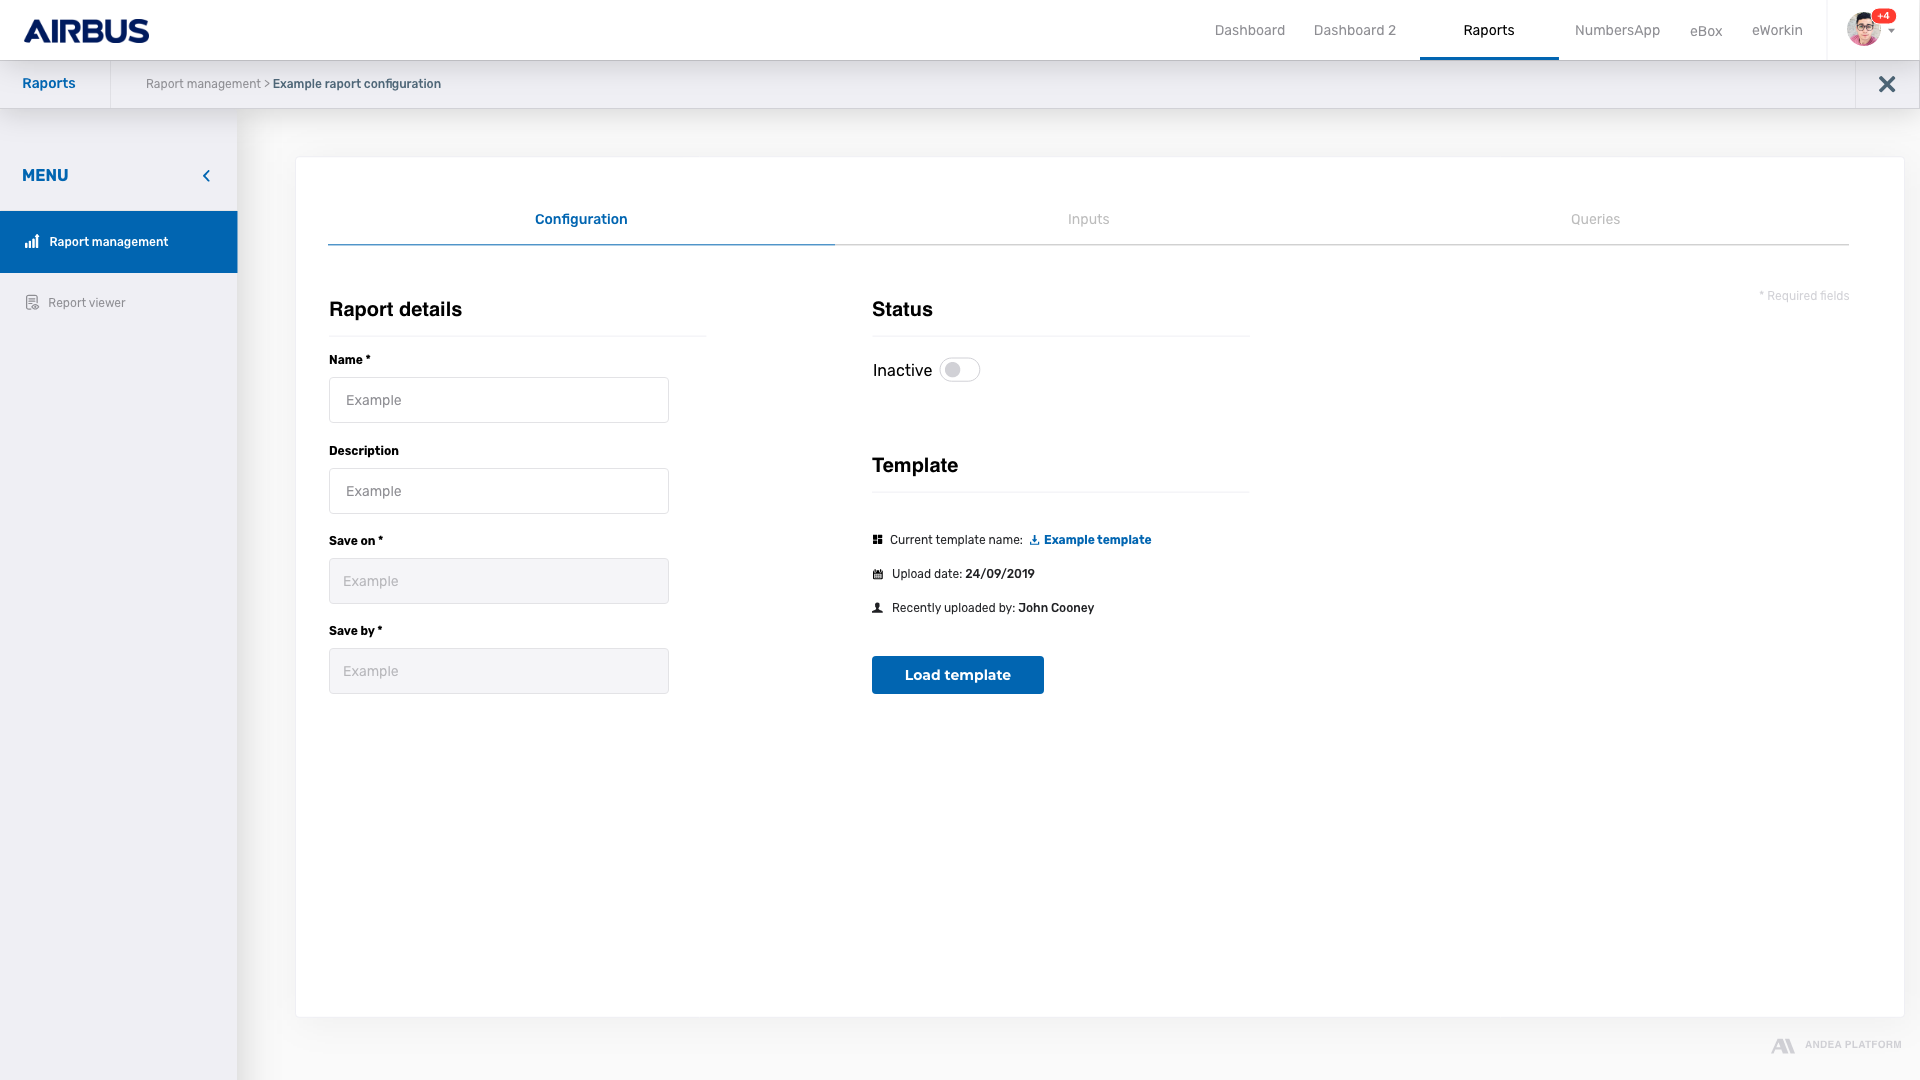 AIRBUS
Dashboard
Dashboard 2
Raports
NumbersApp
eBox
eWorkin
+4
Raports
Raport management > Example raport configuration
MENU
Raport management
Report viewer
Configuration
Inputs
Queries
* Required fields
Raport details
Name *
Example
Description
Example
Save on *
Example
Save by *
Example
Status
Inactive
Template
Current template name: Example template
Upload date: 24/09/2019
Recently uploaded by: John Cooney
Load template
ANDEA PLATFORM